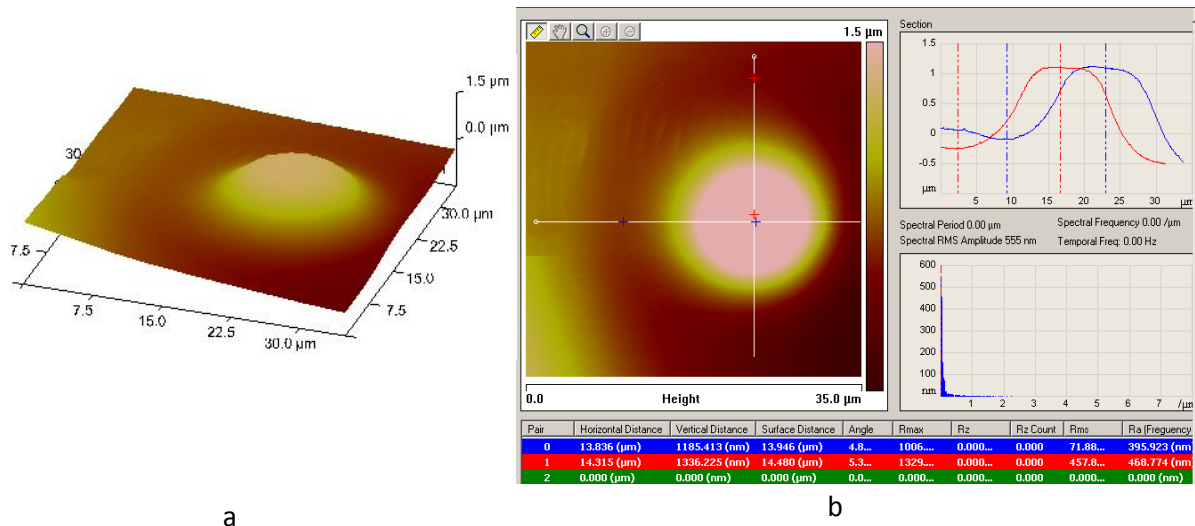 1.5 µm
0.0 µm
30.
30.0 µm
22.5
15.0
7.5
7.5
7.5
15.0
22.5
30.0 µm
a
1.5 µm
0.0 Height 35.0 µm
Section
1.5
1
0.5
0
-0.5
µm
5 10 15 20 25 30 µm
Spectral Period 0.00 µm Spectral Frequency 0.00 /µm
Spectral RMS Amplitude 555 nm Temporal Freq: 0.00 Hz
600
500
400
300
200
100
nm
1 2 3 4 5 6 7 /µm
Pair Horizontal Distance Vertical Distance Surface Distance Angle Rmax Rz Rz Count Rms Ra (Freguency
0 13.836 (µm) 1185.413 (nm) 13.946 (µm) 4.8... 1006.... 0.000... 0.000 71.88... 395.923 (nm)
1 14.315 (µm) 1336.225 (nm) 14.480 (µm) 5.3... 1329.... 0.000... 0.000 457.8... 468.774 (nm)
2 0.000 (µm) 0.000 (nm) 0.000 (µm) 0.0... 0.000... 0.000... 0.000 0.000... 0.000 (nm)
b